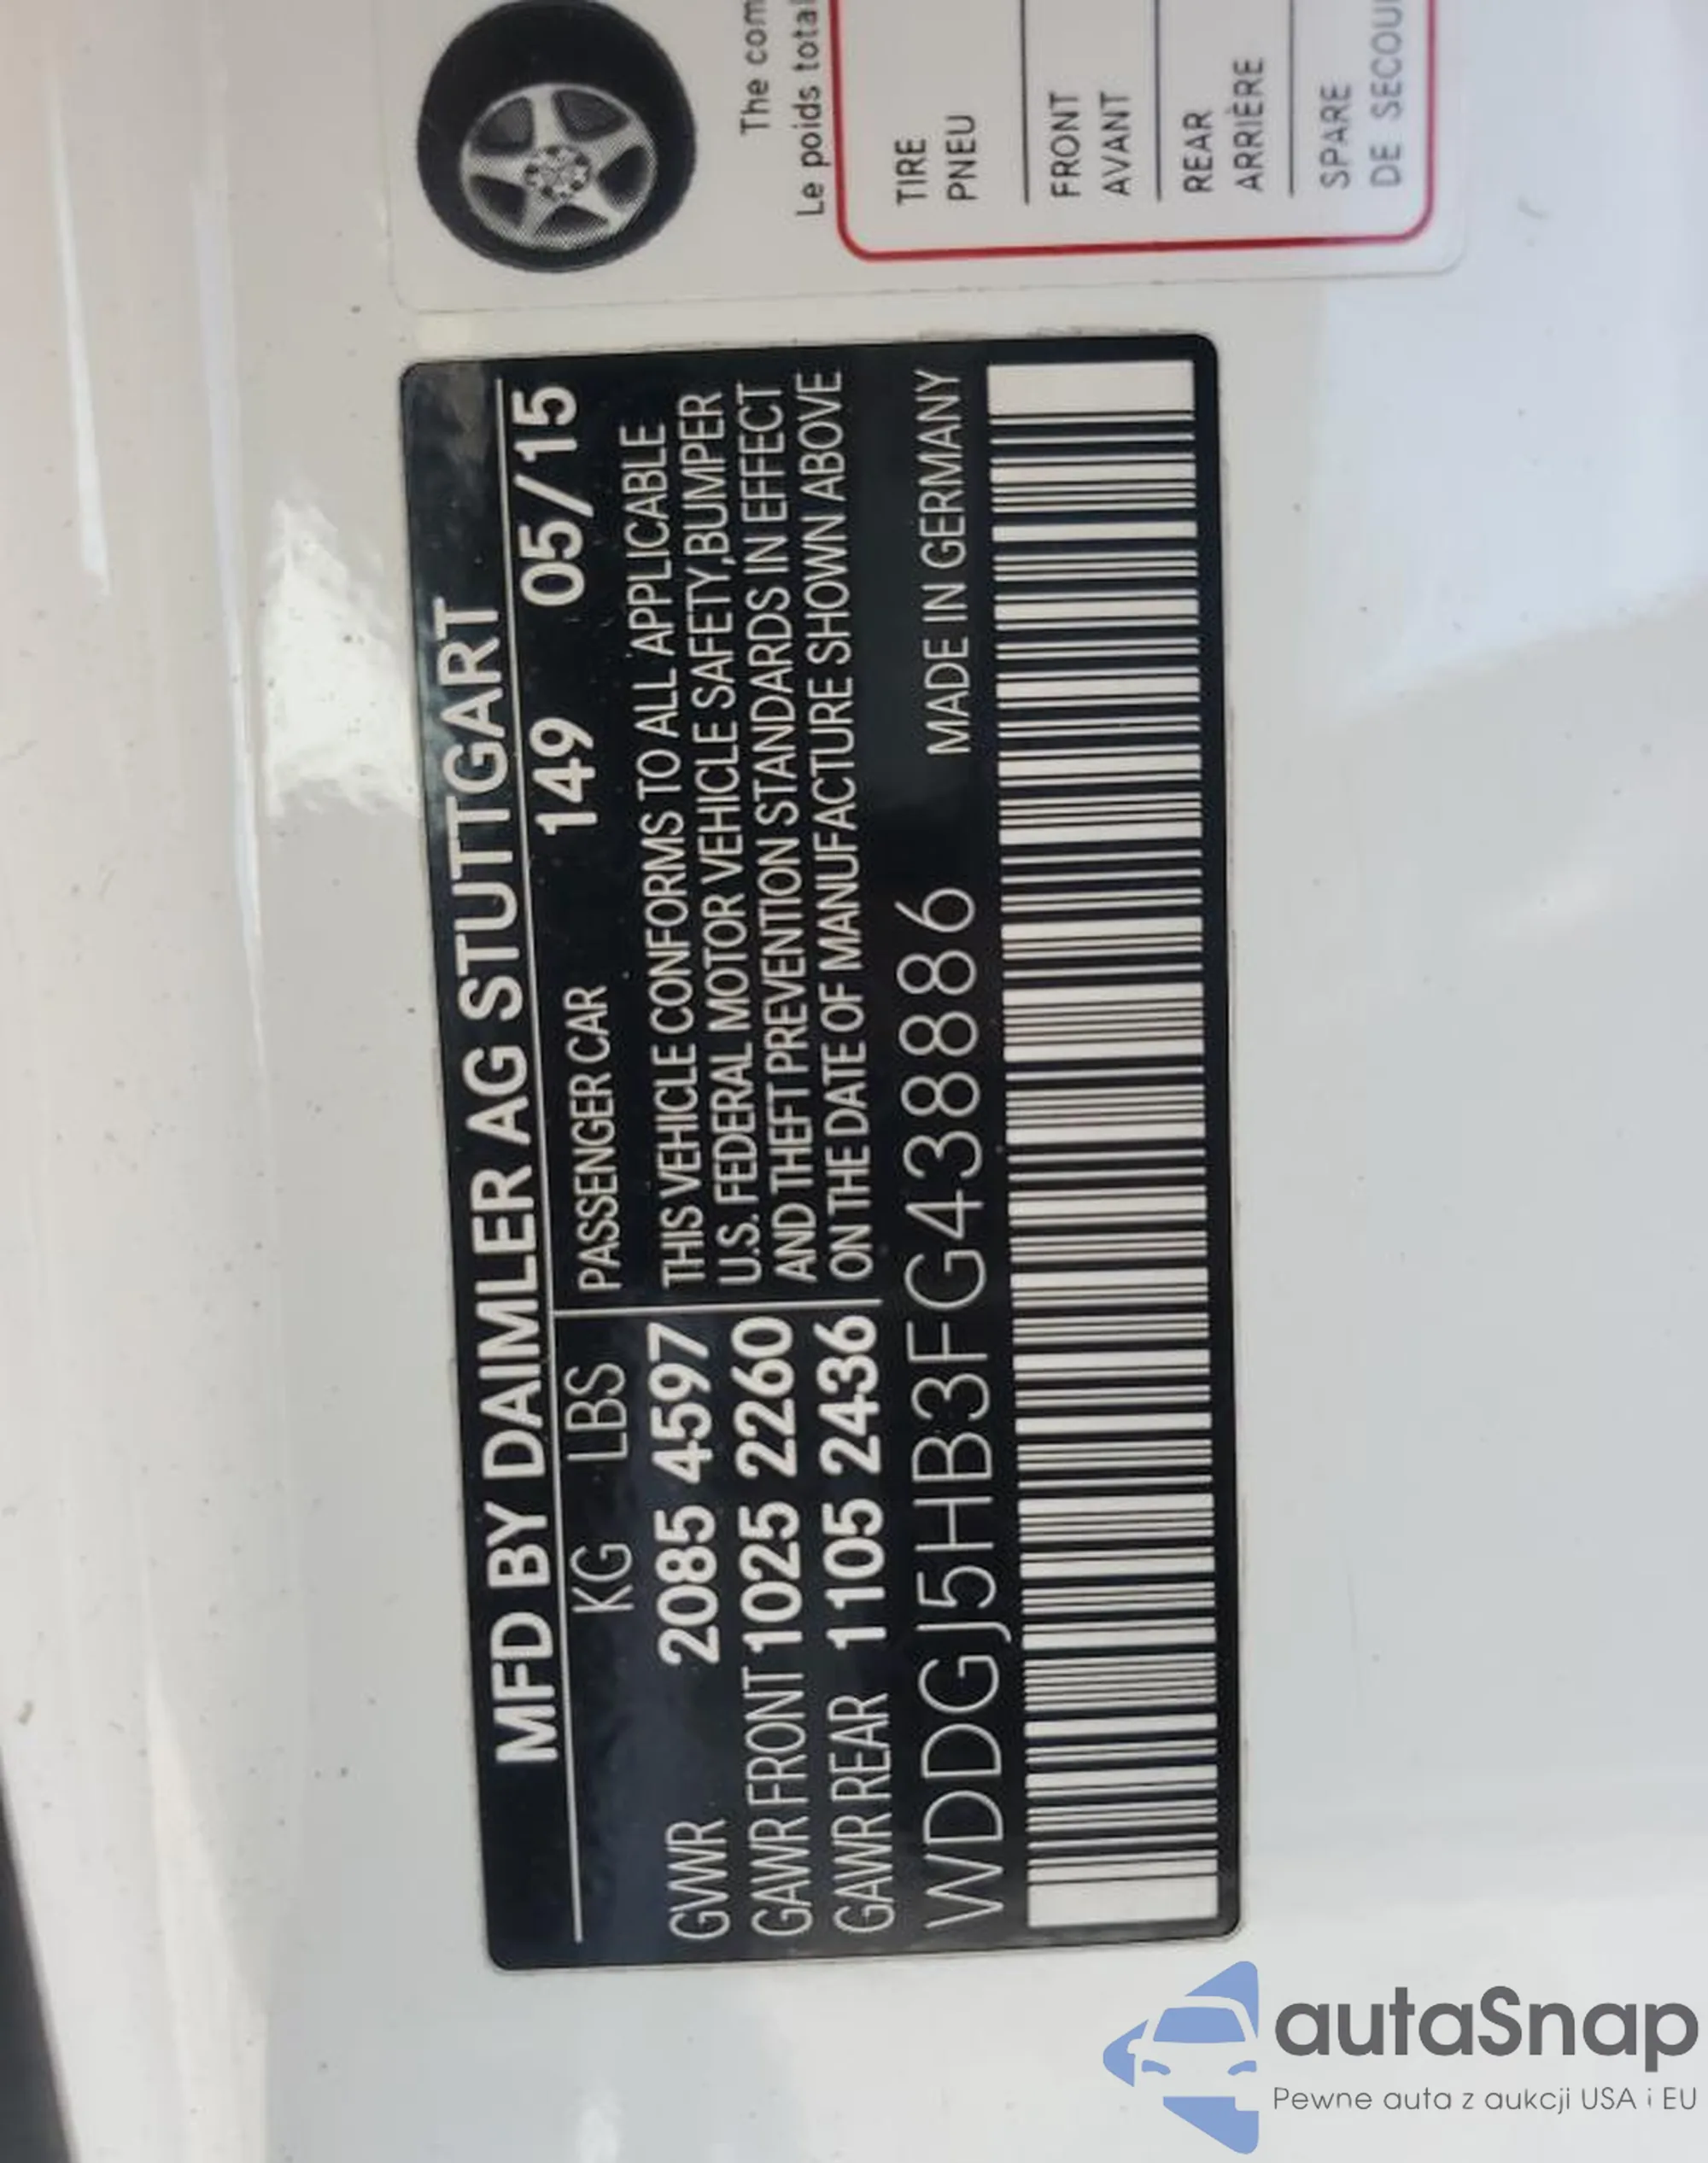 The com
Le poids total
TIRE
PNEU
FRONT
AVANT
REAR
ARRIÈRE
SPARE
DE SECOU
MFD BY DAIMLER AG STUTTGART
KG LBS PASSENGER CAR 149 05/15
GVWR 2085 4597 THIS VEHICLE CONFORMS TO ALL APPLICABLE
U.S. FEDERAL MOTOR VEHICLE SAFETY,BUMPER
GAWR FRONT 1025 2260 AND THEFT PREVENTION STANDARDS IN EFFECT
GAWR REAR 1105 2436 ON THE DATE OF MANUFACTURE SHOWN ABOVE
WDDGJ5HB3FG438886 MADE IN GERMANY
autaSnap
Pewne auta z aukcji USA i EU